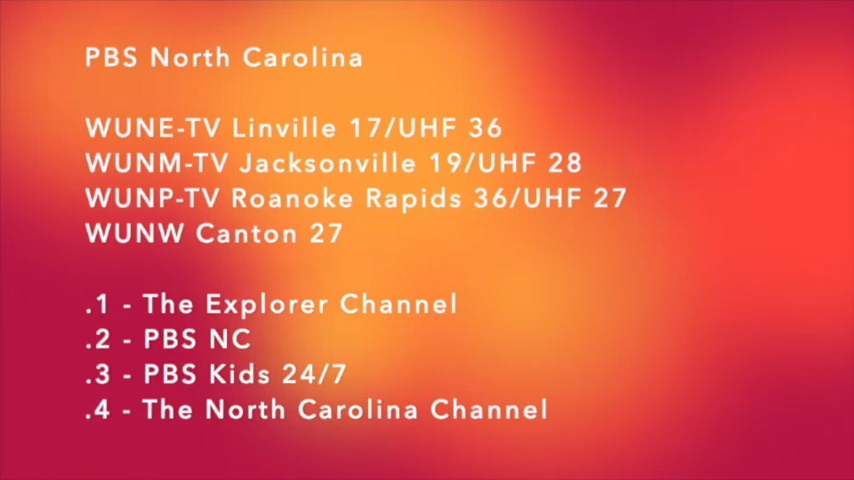 PBS North Carolina
WUNE-TV Linville 17/UHF 36
WUNM-TV Jacksonville 19/UHF 28
WUNP-TV Roanoke Rapids 36/UHF 27
WUNW Canton 27
.1 - The Explorer Channel
.2 - PBS NC
.3 - PBS Kids 24/7
.4 - The North Carolina Channel